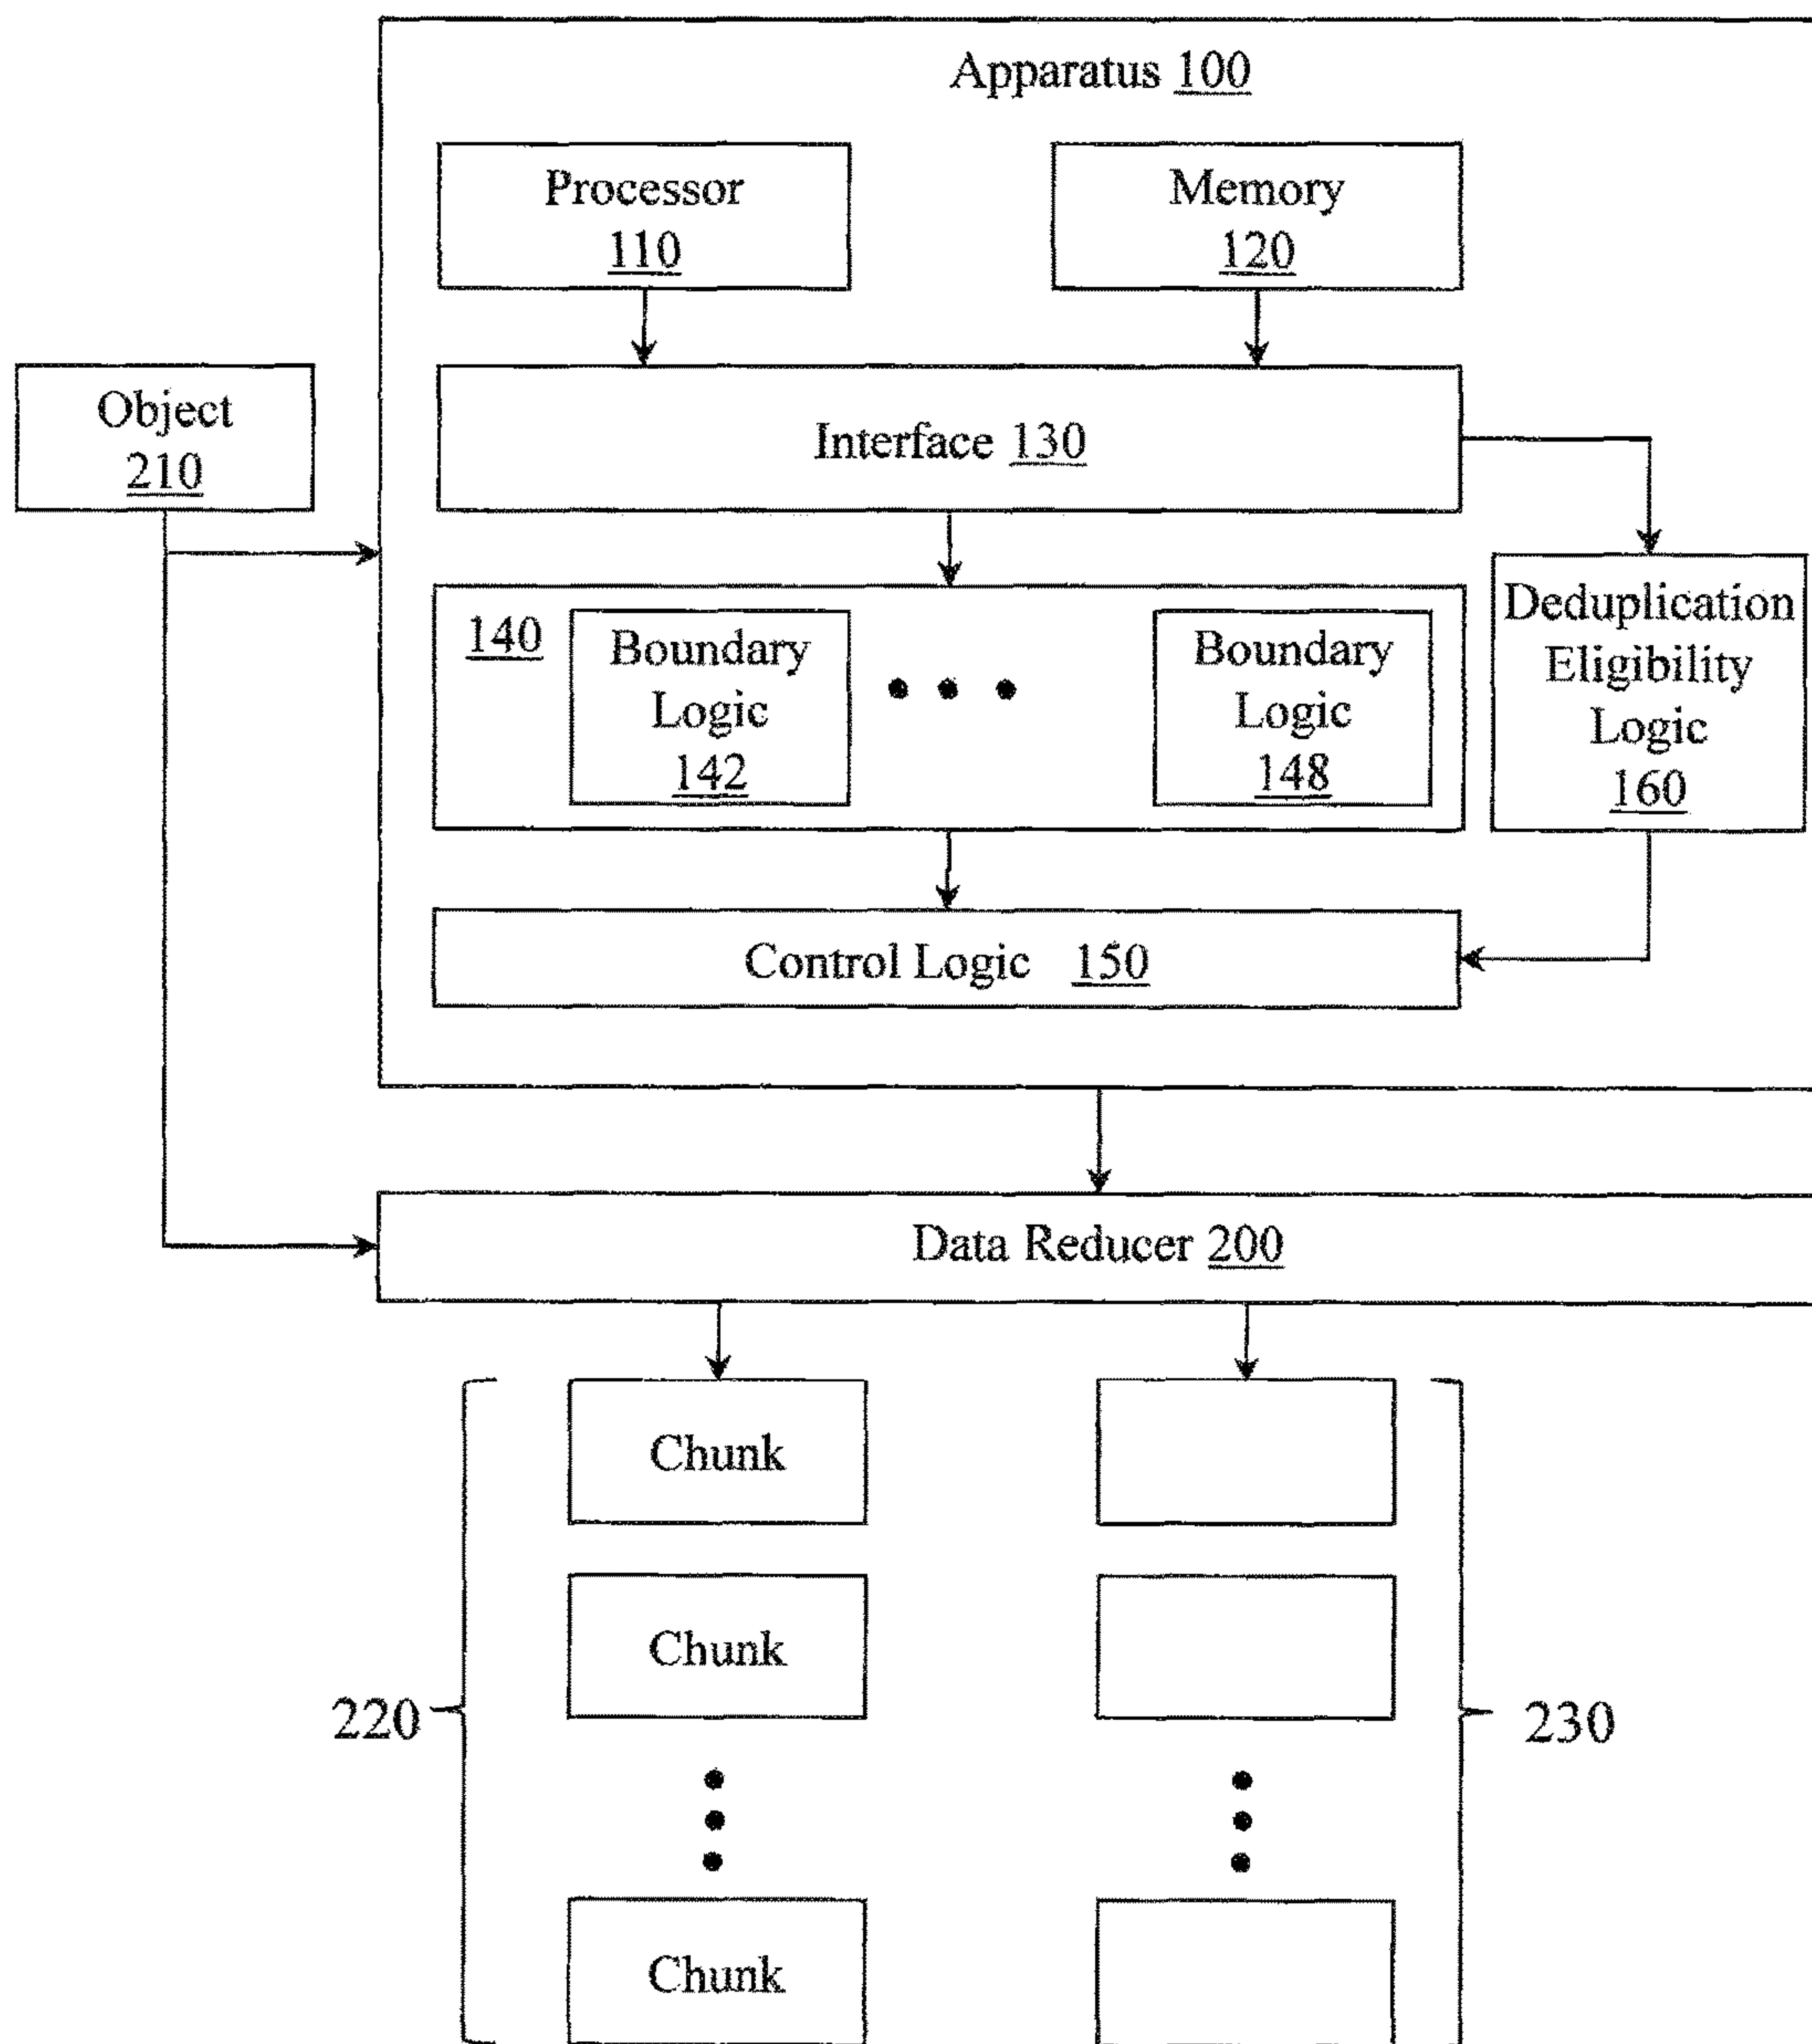 Apparatus 100
Processor
110
Memory
120
Object
210
Interface 130
140
Boundary
Logic
142
Boundary
Logic
148
Deduplication
Eligibility
Logic
160
Control Logic 150
Data Reducer 200
Chunk
Chunk
220
230
Chunk